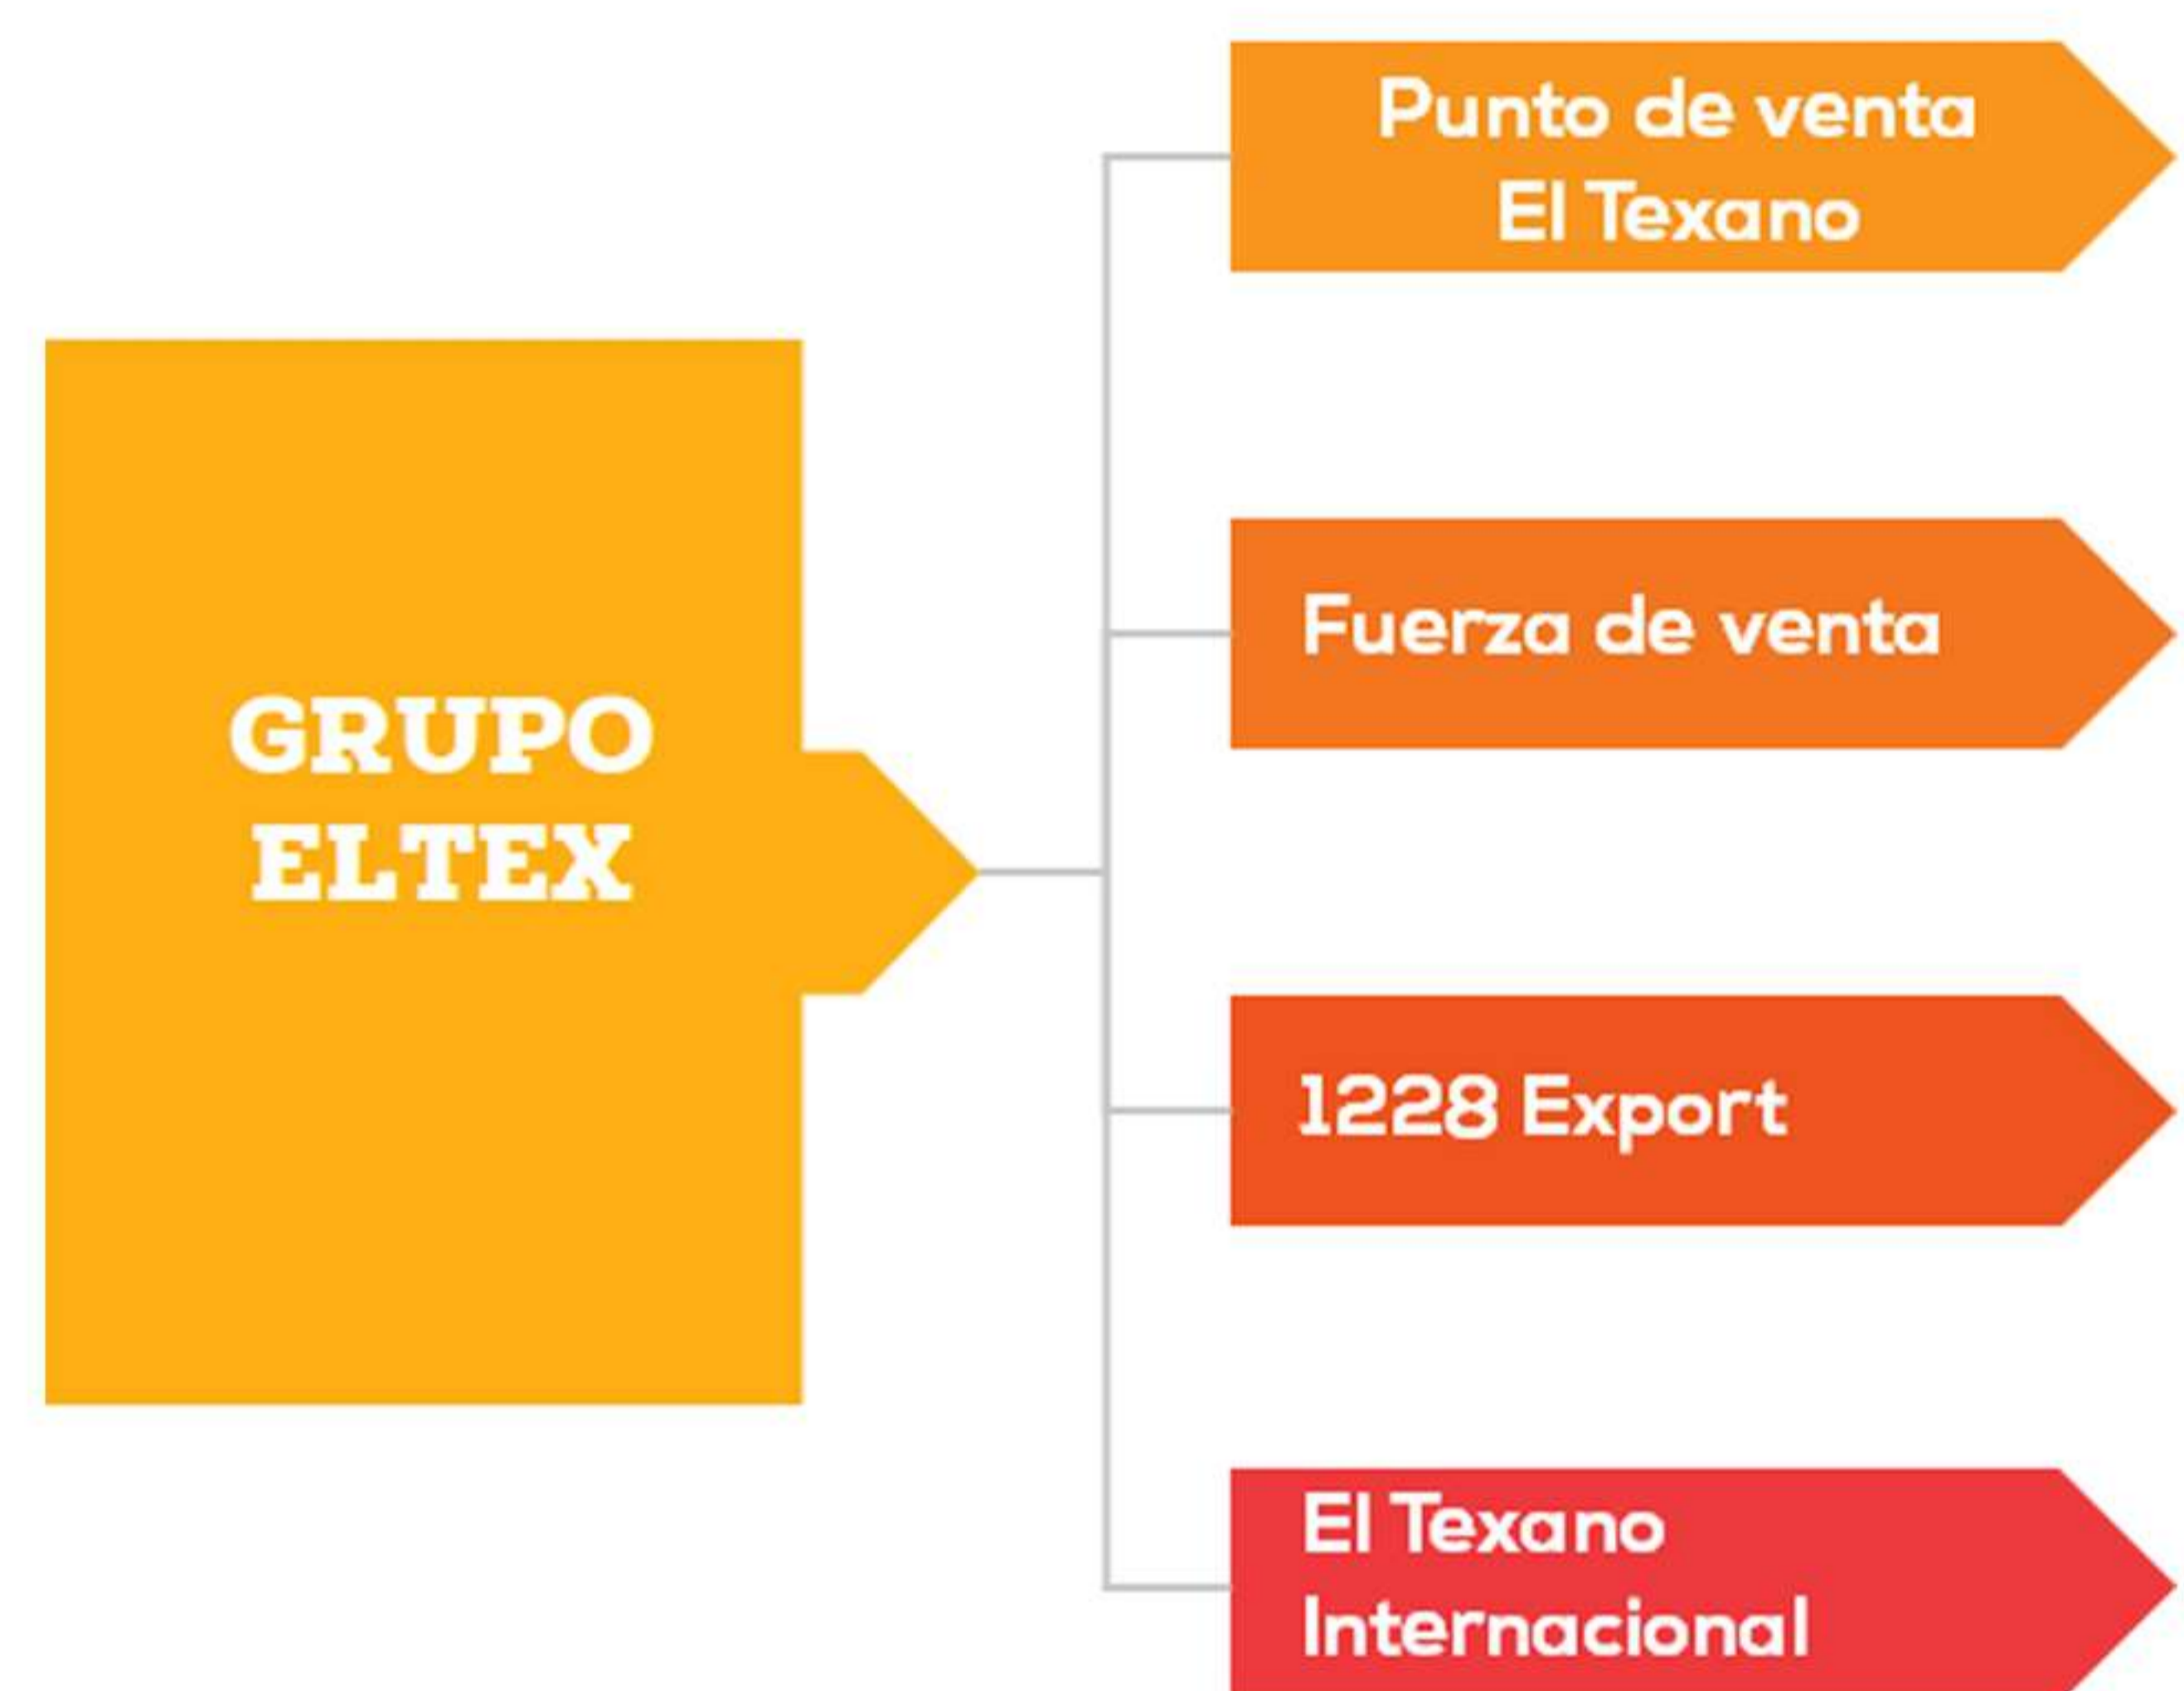 GRUPO
ELTEX
Punto de venta
El Texano
Fuerza de venta
1228 Export
El Texano
Internacional